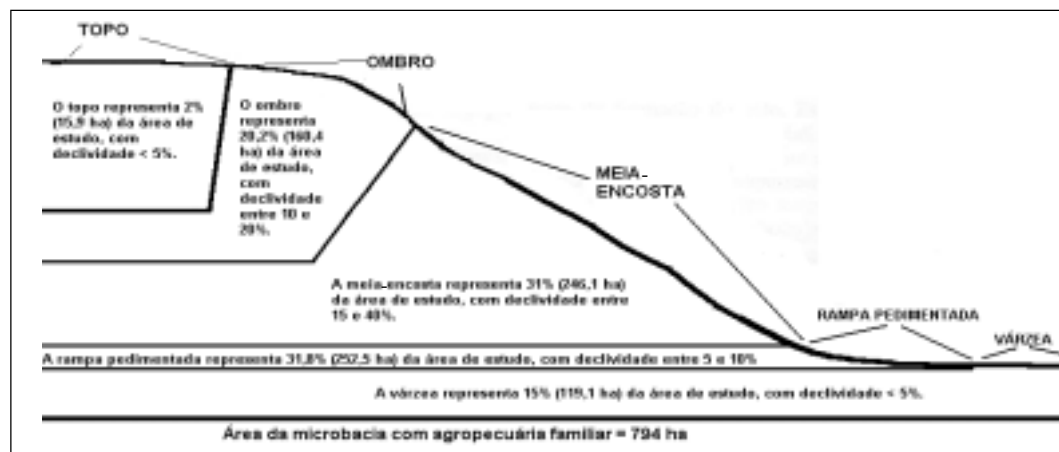 TOPO
OMBRO
O topo representa 2%
(15,9 ha) da área de
estudo, com
declividade < 5%.
O ombro
representa
20,2% (160,4
ha) da área
de estudo,
com
declividade
entre 10 e
20%.
MEIA-
ENCOSTA
A meia-encosta representa 31% (246,1 ha)
da área de estudo, com declividade entre
15 e 40%.
RAMPA PEDIMENTADA
VÁRZEA
A rampa pedimentada representa 31,8% (252,5 ha) da área de estudo, com declividade entre 5 e 10%
A várzea representa 15% (119,1 ha) da área de estudo, com declividade < 5%.
Área da microbacia com agropecuária familiar = 794 ha